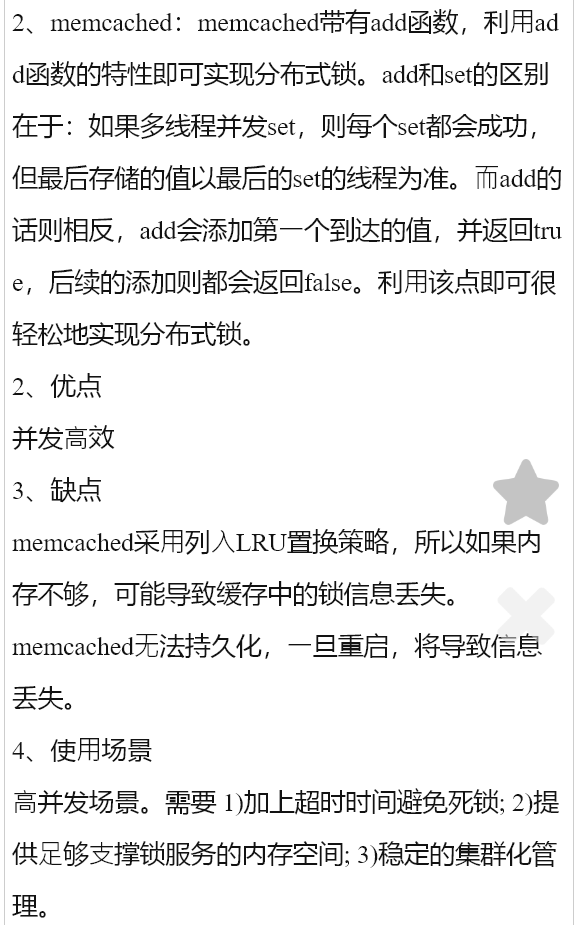 2、memcached：memcached带有add函数，利用ad
d函数的特性即可实现分布式锁。add和set的区别
在于：如果多线程并发set，则每个set都会成功，
但最后存储的值以最后的set的线程为准。而add的
话则相反，add会添加第一个到达的值，并返回tru
e，后续的添加则都会返回false。利用该点即可很
轻松地实现分布式锁。
2、优点
并发高效
3、缺点
memcached采用列入LRU置换策略，所以如果内
存不够，可能导致缓存中的锁信息丢失。
memcached无法持久化，一旦重启，将导致信息
丢失。
4、使用场景
高并发场景。需要 1)加上超时时间避免死锁; 2)提
供足够支撑锁服务的内存空间; 3)稳定的集群化管
理。